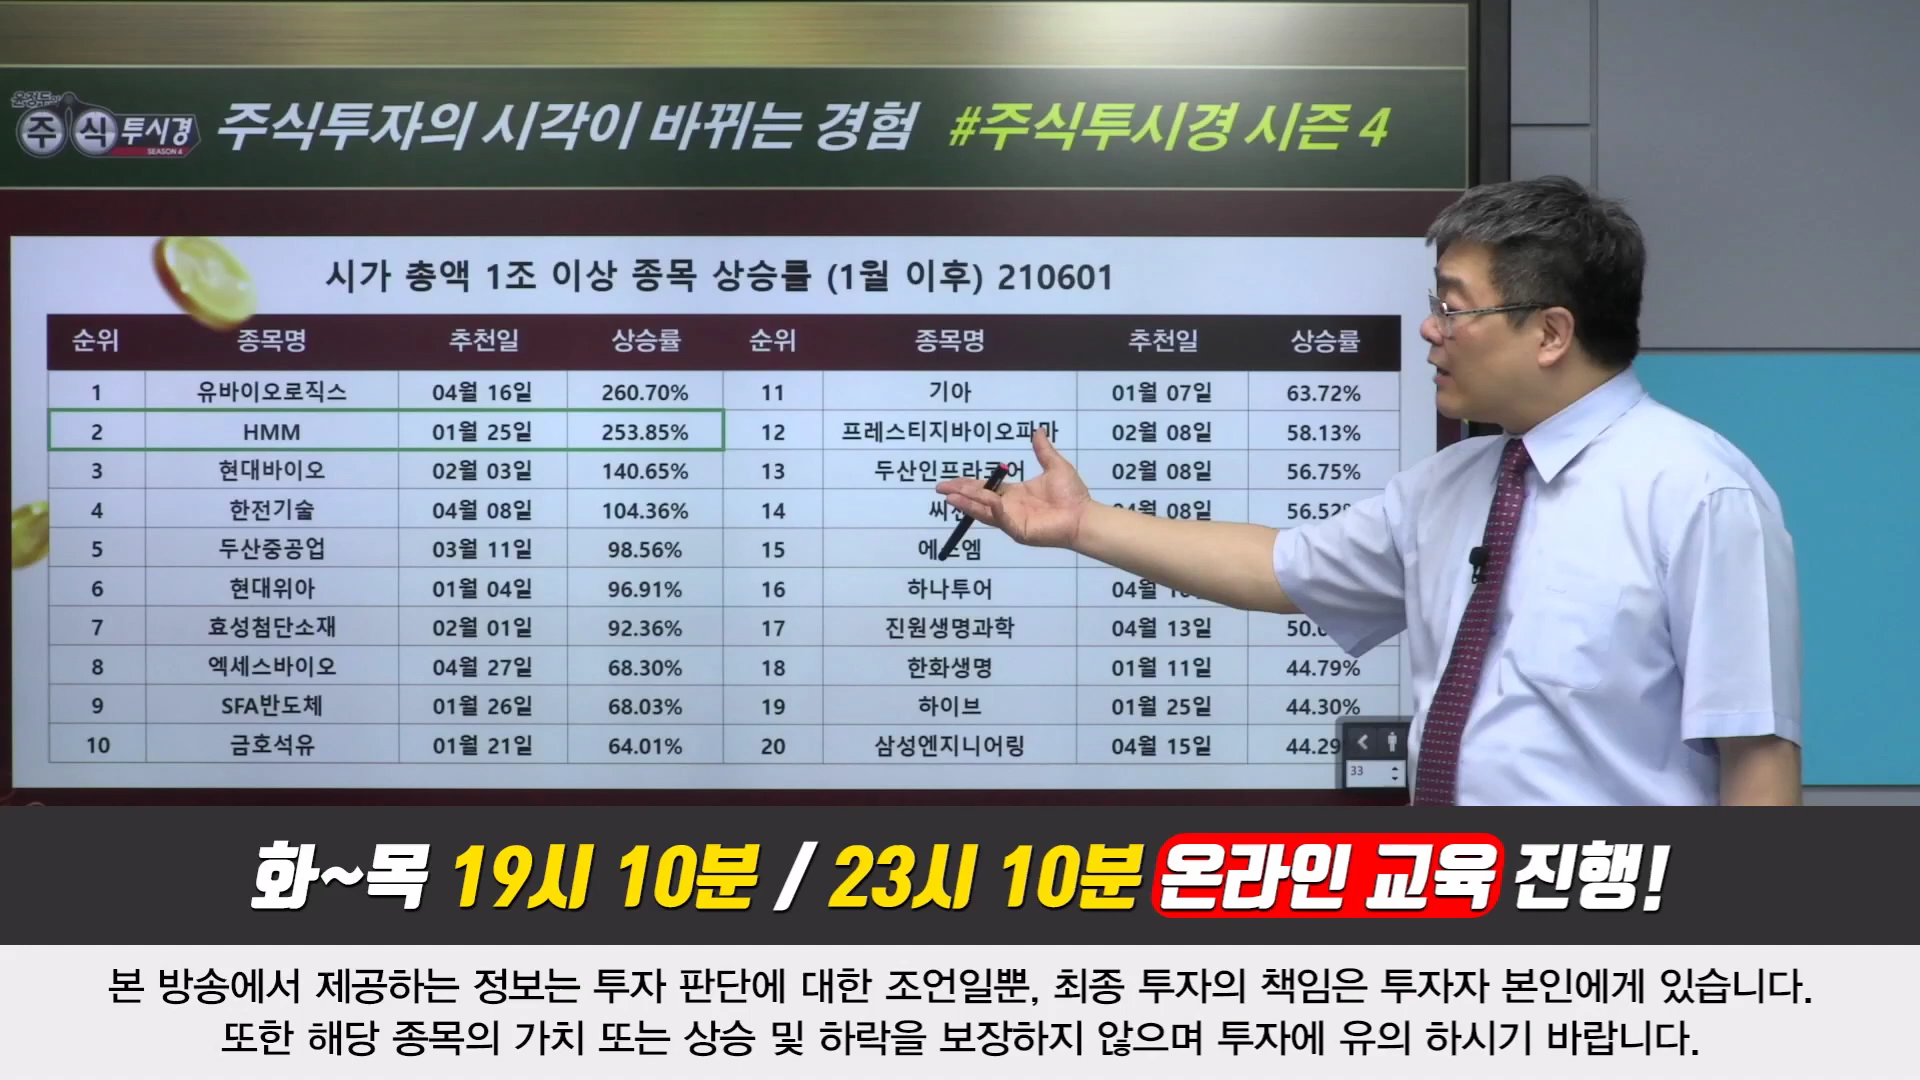 윤정두의
주식투시경
SEASON 4
주식투자의 시각이 바뀌는 경험 #주식투시경 시즌 4
시가 총액 1조 이상 종목 상승률 (1월 이후) 210601
순위 종목명 추천일 상승률 순위 종목명 추천일 상승률
1 유바이오로직스 04월 16일 260.70% 11 기아 01월 07일 63.72%
2 HMM 01월 25일 253.85% 12 프레스티지바이오파마 02월 08일 58.13%
3 현대바이오 02월 03일 140.65% 13 두산인프라코어 02월 08일 56.75%
4 한전기술 04월 08일 104.36% 14 08일
5 두산중공업 03월 11일 98.56% 15
6 현대위아 01월 04일 96.91% 16 하나투어 04월
7 효성첨단소재 02월 01일 92.36% 17 진원생명과학 04월 13일
8 엑세스바이오 04월 27일 68.30% 18 한화생명 01월 11일 44.79%
9 SFA반도체 01월 26일 68.03% 19 하이브 01월 25일 44.30%
10 금호석유 01월 21일 64.01% 20 삼성엔지니어링 04월 15일
33
화~목 19시 10분 / 23시 10분 온라인 교육 진행!
본 방송에서 제공하는 정보는 투자 판단에 대한 조언일뿐, 최종 투자의 책임은 투자자 본인에게 있습니다.
또한 해당 종목의 가치 또는 상승 및 하락을 보장하지 않으며 투자에 유의 하시기 바랍니다.